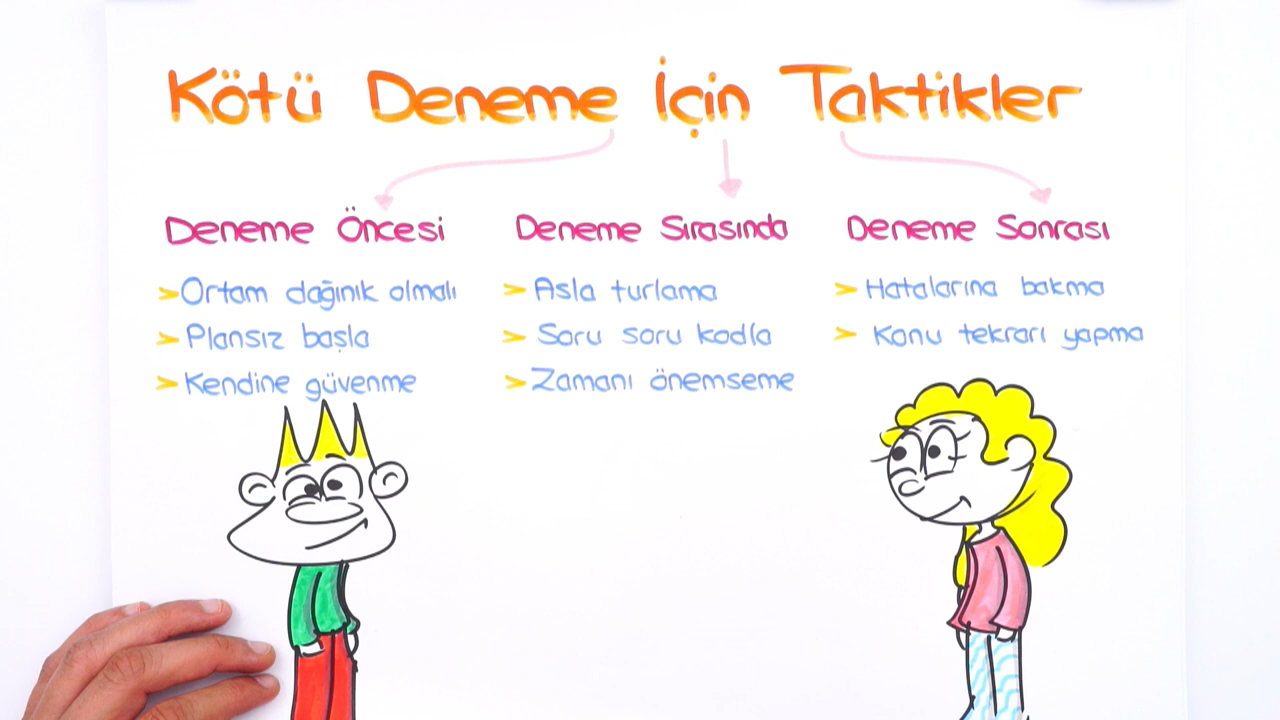 Kötü Deneme İçin Taktikler
Deneme Öncesi
> Ortam dağınık olmalı
> Plansız başla
> Kendine güvenme
Deneme Sırasında
> Asla turlama
> Soru soru kodla
> Zamanı önemseme
Deneme Sonrası
> Hatalarına bakma
> Konu tekrarı yapma